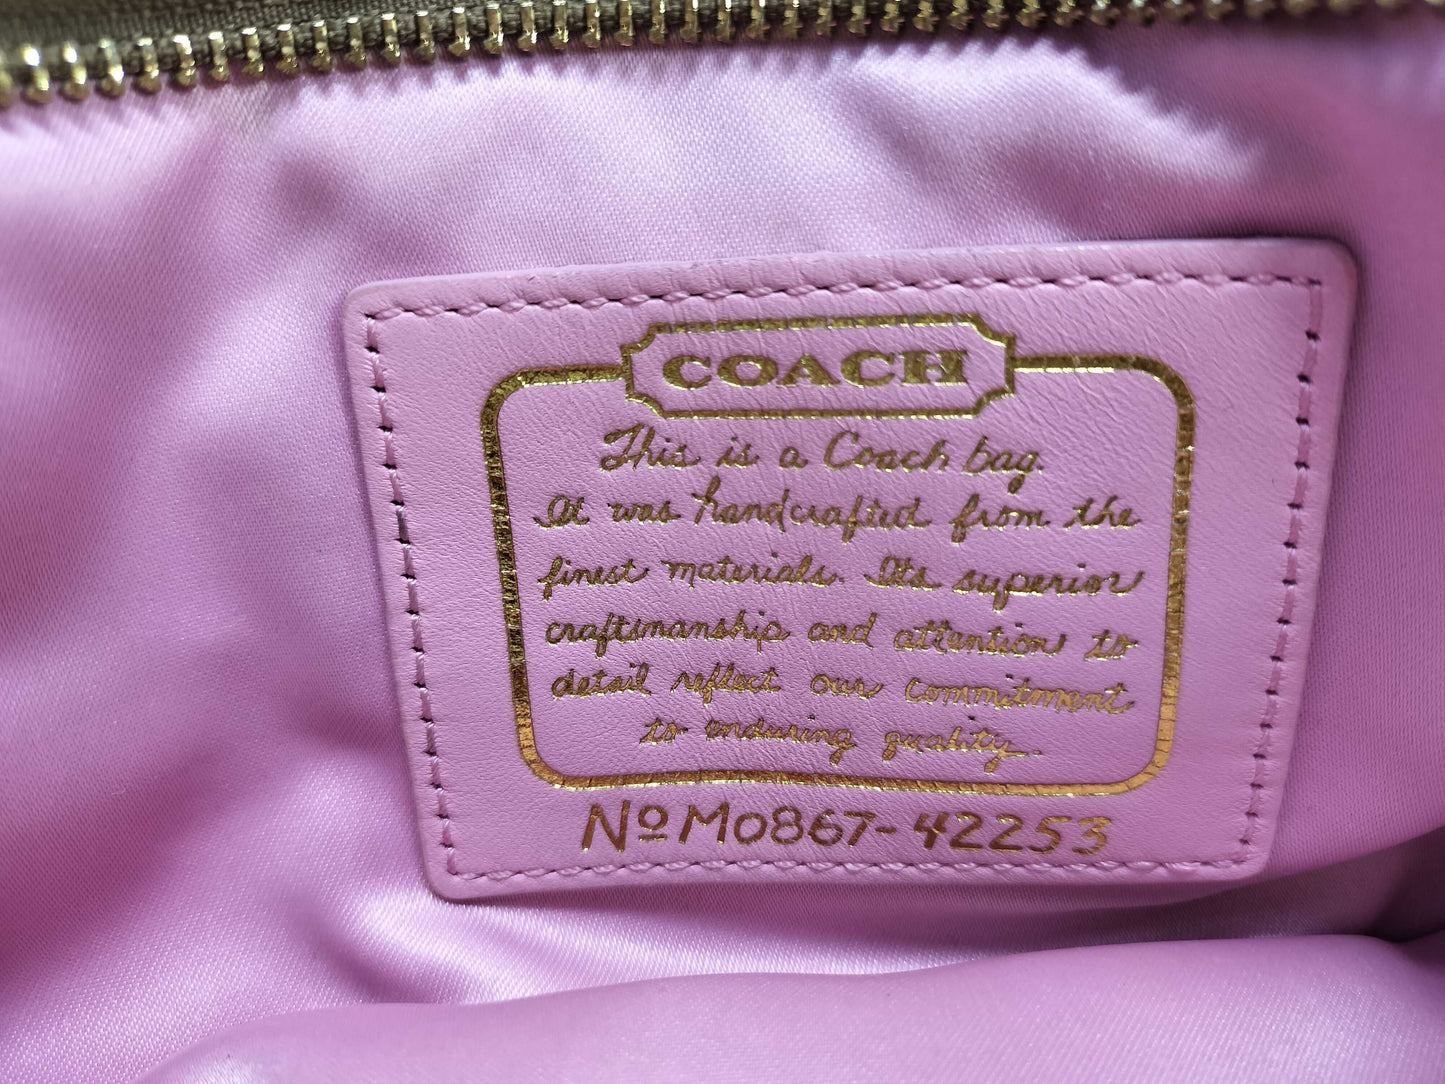 COACH
This is a Coach bag.
It was handcrafted from the
finest materials. Its superior
craftsmanship and attention to
detail reflect our commitment
to enduring quality.
Nº M0867-42253